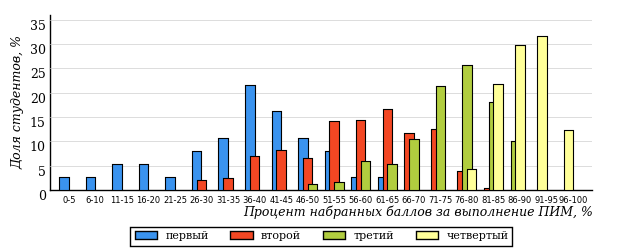 Доля студентов, %
35
30
25
20
15
10
5
0
0-5 6-10 11-15 16-20 21-25 26-30 31-35 36-40 41-45 46-50 51-55 56-60 61-65 66-70 71-75 76-80 81-85 86-90 91-95 96-100
Процент набранных баллов за выполнение ПИМ, %
первый второй третий четвертый